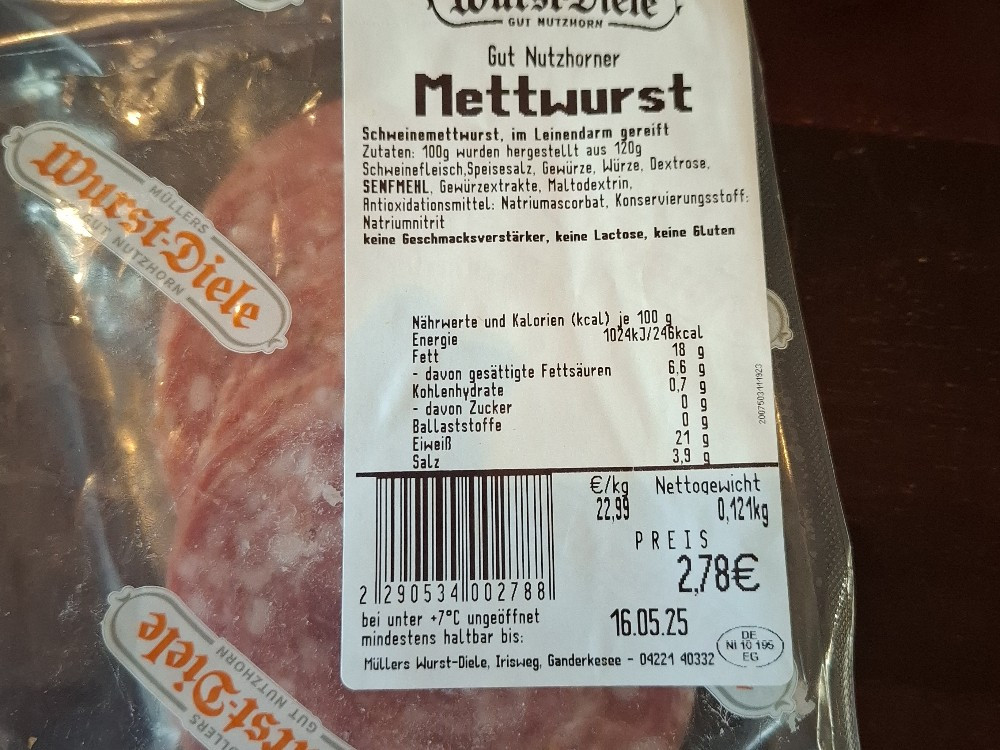 Wurst-Diele
GUT NUTZHORN
Gut Nutzhorner
Mettwurst
Schweinemettwurst, im Leinendarm gereift
Zutaten: 100g wurden hergestellt aus 120g
Schweinefleisch,Speisesalz, Gewürze, Würze, Dextrose,
SENFMEHL, Gewürzextrakte, Maltodextrin,
Antioxidationsmittel: Natriumascorbat, Konservierungsstoff:
Natriumnitrit
keine Geschmacksverstärker, keine Lactose, keine Gluten
Nährwerte und Kalorien (kcal) je 100 g
Energie 1024kJ/246kcal
Fett 18 g
- davon gesättigte Fettsäuren 6,6 g
Kohlenhydrate 0,7 g
- davon Zucker 0 g
Ballaststoffe 0 g
Eiweiß 21 g
Salz 3,9 g
2007503111923
€/kg Nettogewicht
22,99 0,121kg
PREIS
2,78€
2 290534 002788
bei unter +7°C ungeöffnet
mindestens haltbar bis: 16.05.25
Müllers Wurst-Diele, Irisweg, Ganderkesee - 04221 40332
DE
NI 10 195
EG
MÜLLERS
Wurst-Diele
GUT NUTZHORN
MÜLLERS
Wurst-Diele
GUT NUTZHORN